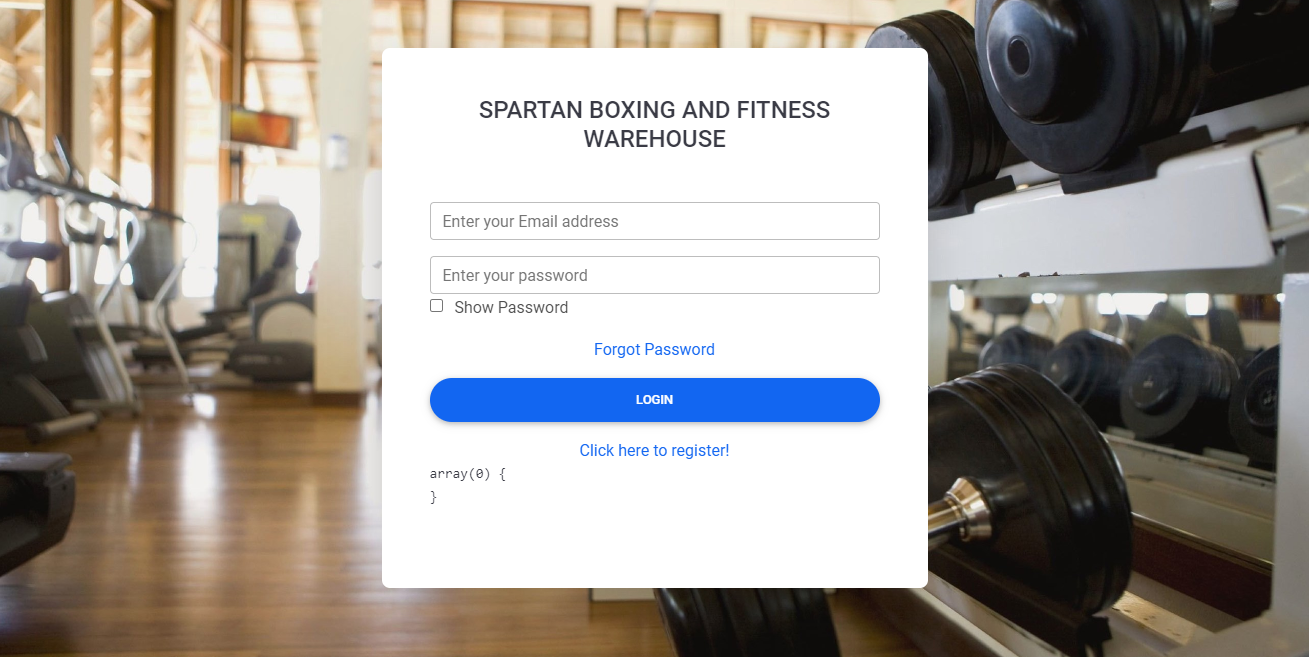 SPARTAN BOXING AND FITNESS
WAREHOUSE
Enter your Email address
Enter your password
Show Password
Forgot Password
LOGIN
Click here to register!
array(0) {
}